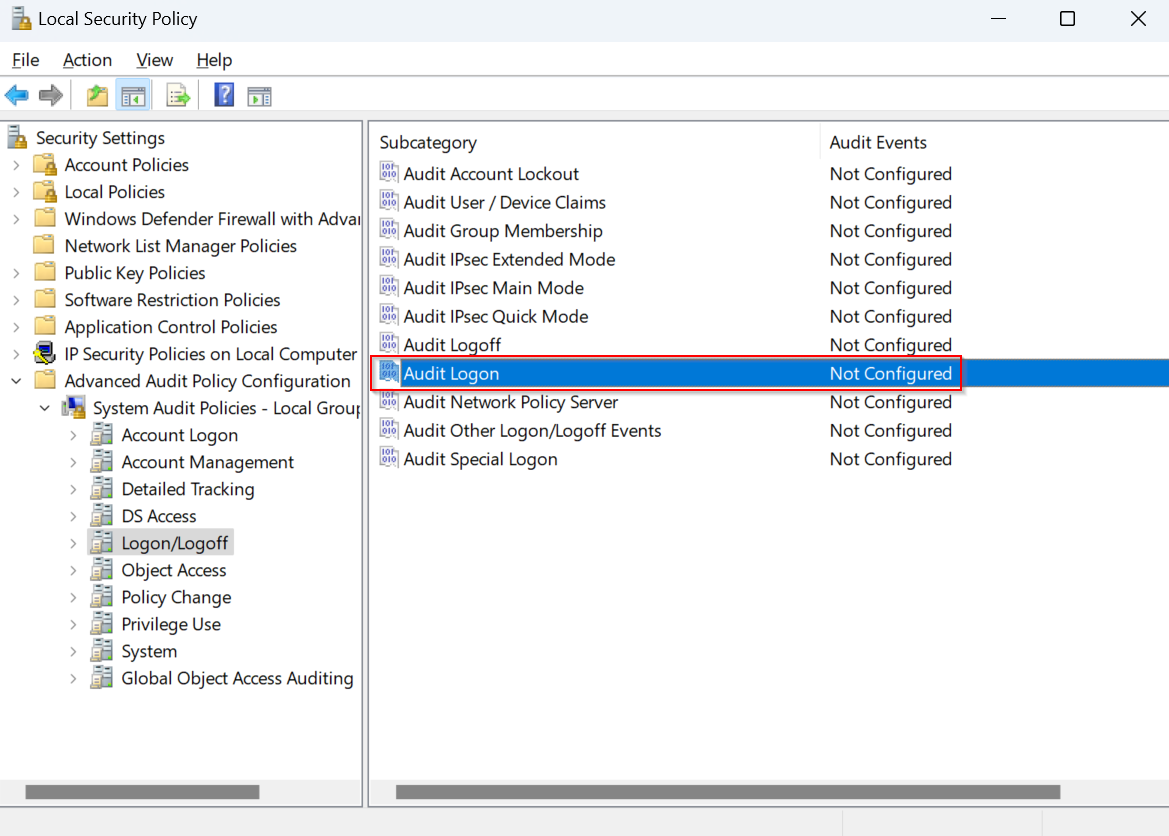 Local Security Policy
File Action View Help
Security Settings
Account Policies
Local Policies
Windows Defender Firewall with Advar
Network List Manager Policies
Public Key Policies
Software Restriction Policies
Application Control Policies
IP Security Policies on Local Computer
Advanced Audit Policy Configuration
System Audit Policies - Local Group
Account Logon
Account Management
Detailed Tracking
DS Access
Logon/Logoff
Object Access
Policy Change
Privilege Use
System
Global Object Access Auditing
Subcategory Audit Events
Audit Account Lockout Not Configured
Audit User / Device Claims Not Configured
Audit Group Membership Not Configured
Audit IPsec Extended Mode Not Configured
Audit IPsec Main Mode Not Configured
Audit IPsec Quick Mode Not Configured
Audit Logoff Not Configured
Audit Logon Not Configured
Audit Network Policy Server Not Configured
Audit Other Logon/Logoff Events Not Configured
Audit Special Logon Not Configured